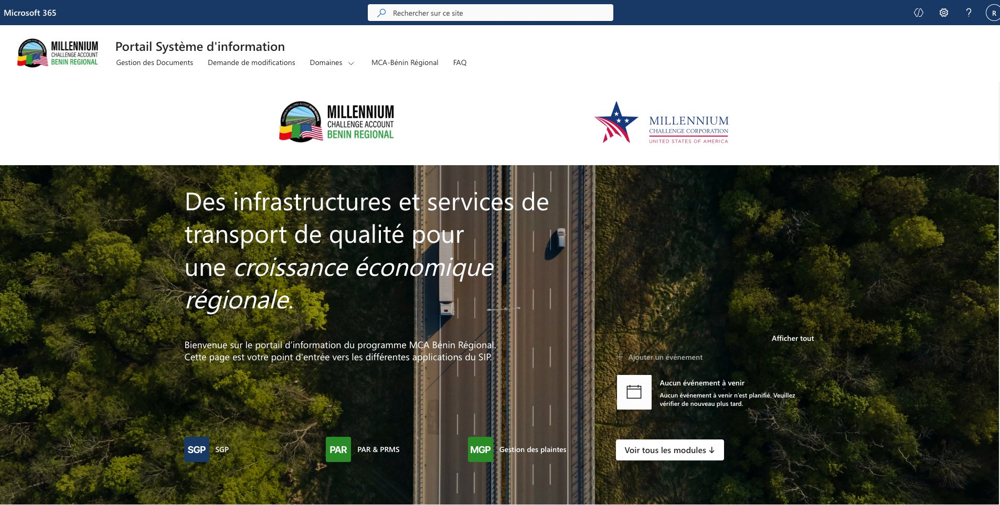 Microsoft 365
Rechercher sur ce site
R
MILLENNIUM
CHALLENGE ACCOUNT
BENIN REGIONAL
Portail Système d'information
Gestion des Documents
Demande de modifications
Domaines
MCA-Bénin Régional
FAQ
MILLENNIUM
CHALLENGE ACCOUNT
BENIN REGIONAL
MILLENNIUM
CHALLENGE CORPORATION
UNITED STATES OF AMERICA
Des infrastructures et services de
transport de qualité pour
une croissance économique
régionale.
Bienvenue sur le portail d’information du programme MCA Bénin Régional.
Cette page est votre point d'entrée vers les différentes applications du SIP.
Afficher tout
Ajouter un événement
Aucun événement à venir
Aucun événement à venir n’est planifié. Veuillez
vérifier de nouveau plus tard.
SGP SGP
PAR PAR & PRMS
MGP Gestion des plaintes
Voir tous les modules ↓